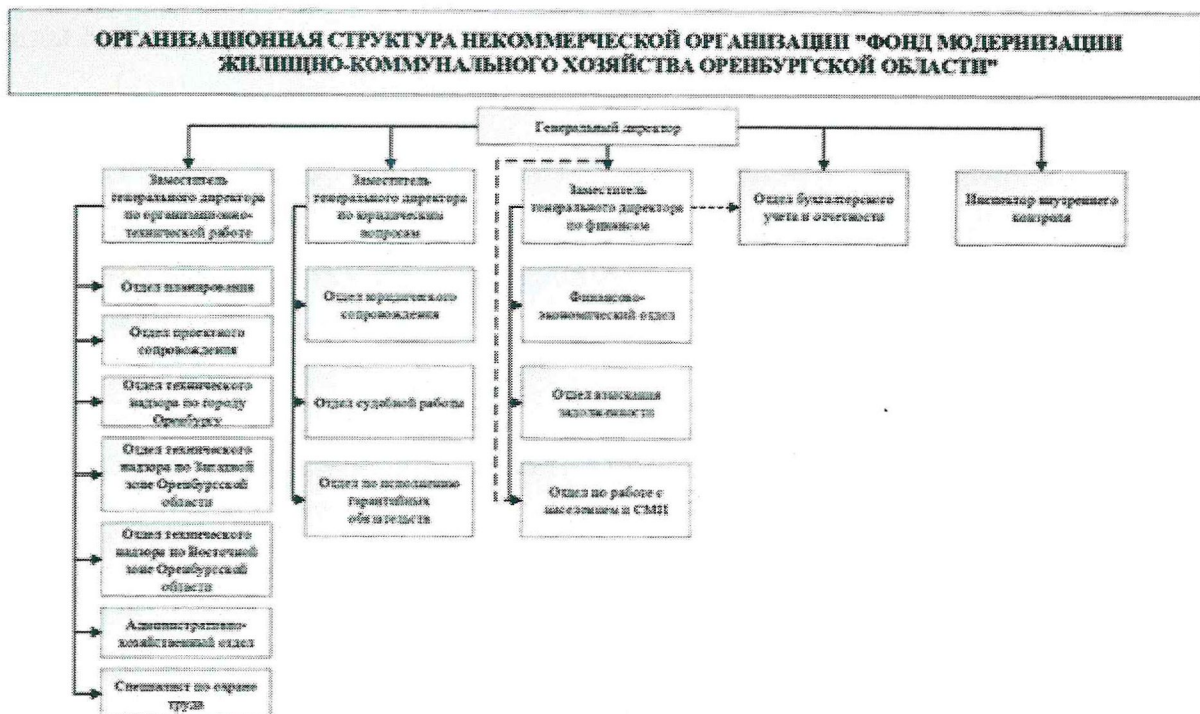 ОРГАНИЗАЦИОННАЯ СТРУКТУРА НЕКОММЕРЧЕСКОЙ ОРГАНИЗАЦИИ "ФОНД МОДЕРНИЗАЦИИ
ЖИЛИЩНО-КОММУНАЛЬНОГО ХОЗЯЙСТВА ОРЕНБУРГСКОЙ ОБЛАСТИ"
Генеральный директор
Заместитель
генерального директора
по организационно-
технической работе
Заместитель
генерального директора
по юридическим
вопросам
Заместитель
генерального директора
по финансам
Отдел бухгалтерского
учета и отчетности
Инспектор внутреннего
контроля
Отдел планирования
Отдел проектного
сопровождения
Отдел технического
надзора по городу
Оренбургу
Отдел технического
надзора по Западной
зоне Оренбургской
области
Отдел технического
надзора по Восточной
зоне Оренбургской
области
Административно-
хозяйственный отдел
Специалист по охране
труда
Отдел юридического
сопровождения
Отдел судебной работы
Отдел по исполнению
гарантийных
обязательств
Финансово-
экономический отдел
Отдел взыскания
задолженности
Отдел по работе с
населением и СМИ